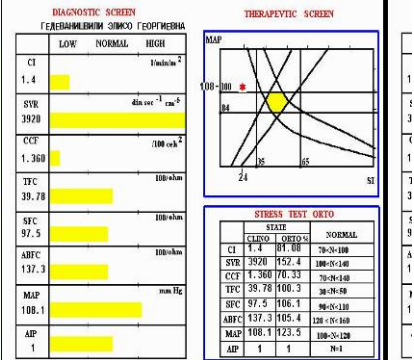 DIAGNOSTIC SCREEN
ГЕЛЕВАНИШВИЛИ ЭЛИСО ГЕОРГИЕВНА
LOW NORMAL HIGH
CI
1.4
l/min/m²
SVR
3920
din sec⁻¹ cm⁻⁵
CCF
1.360
TFC
39.78
100/ohm
SFC
97.5
100/ohm
ABFC
137.3
100/ohm
MAP
108.1
mm Hg
AIP
1
THERAPEVTIC SCREEN
MAP
108 100
84
35 65
24
SI
STRESS TEST ORTO
STATE
CLINO ORTO % NORMAL
CI 1.4 81.08 70<N<100
SVR 3920 152.4 100<N<140
CCF 1.360 70.33 70<N<140
TFC 39.78 100.3 30<N<50
SFC 97.5 106.1 90<N<110
ABFC 137.3 105.4 120<N<160
MAP 108.1 123.5 100<N<120
AIP 1 1 N=1